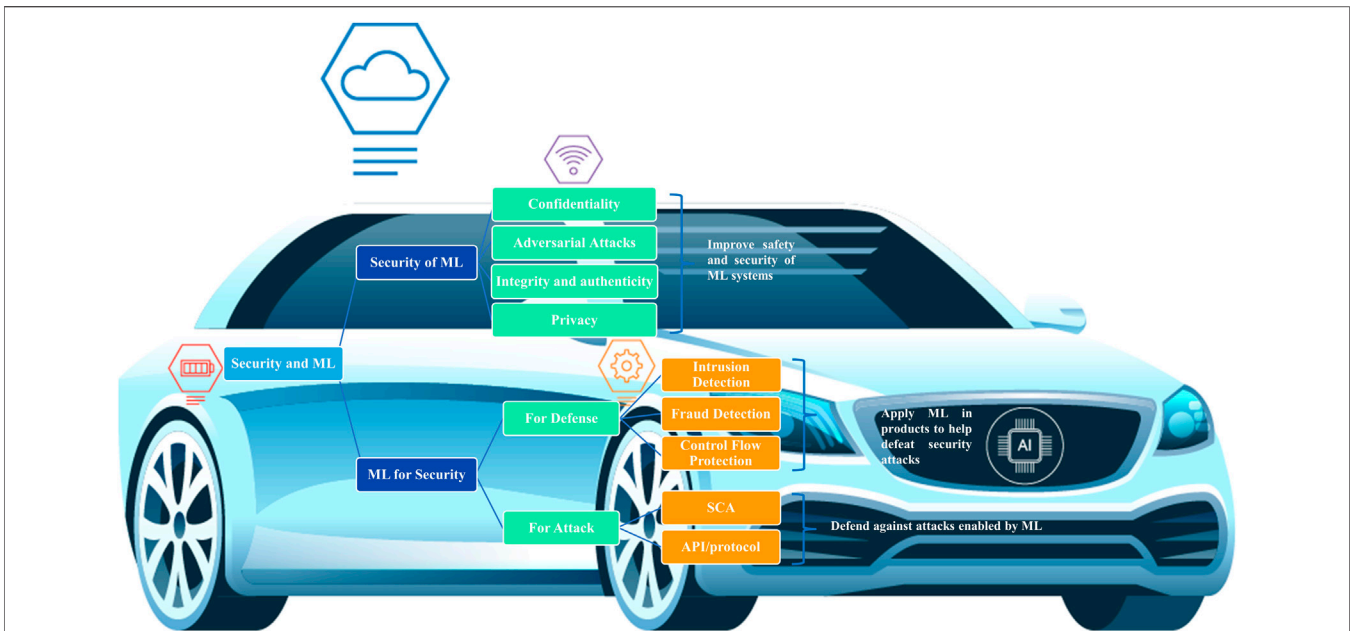 Confidentiality
Adversarial Attacks
Integrity and authenticity
Privacy
Security of ML
Improve safety
and security of
ML systems
Security and ML
ML for Security
For Defense
Intrusion
Detection
Fraud Detection
Control Flow
Protection
Apply ML in
products to help
defeat security
attacks
AI
For Attack
SCA
API/protocol
Defend against attacks enabled by ML